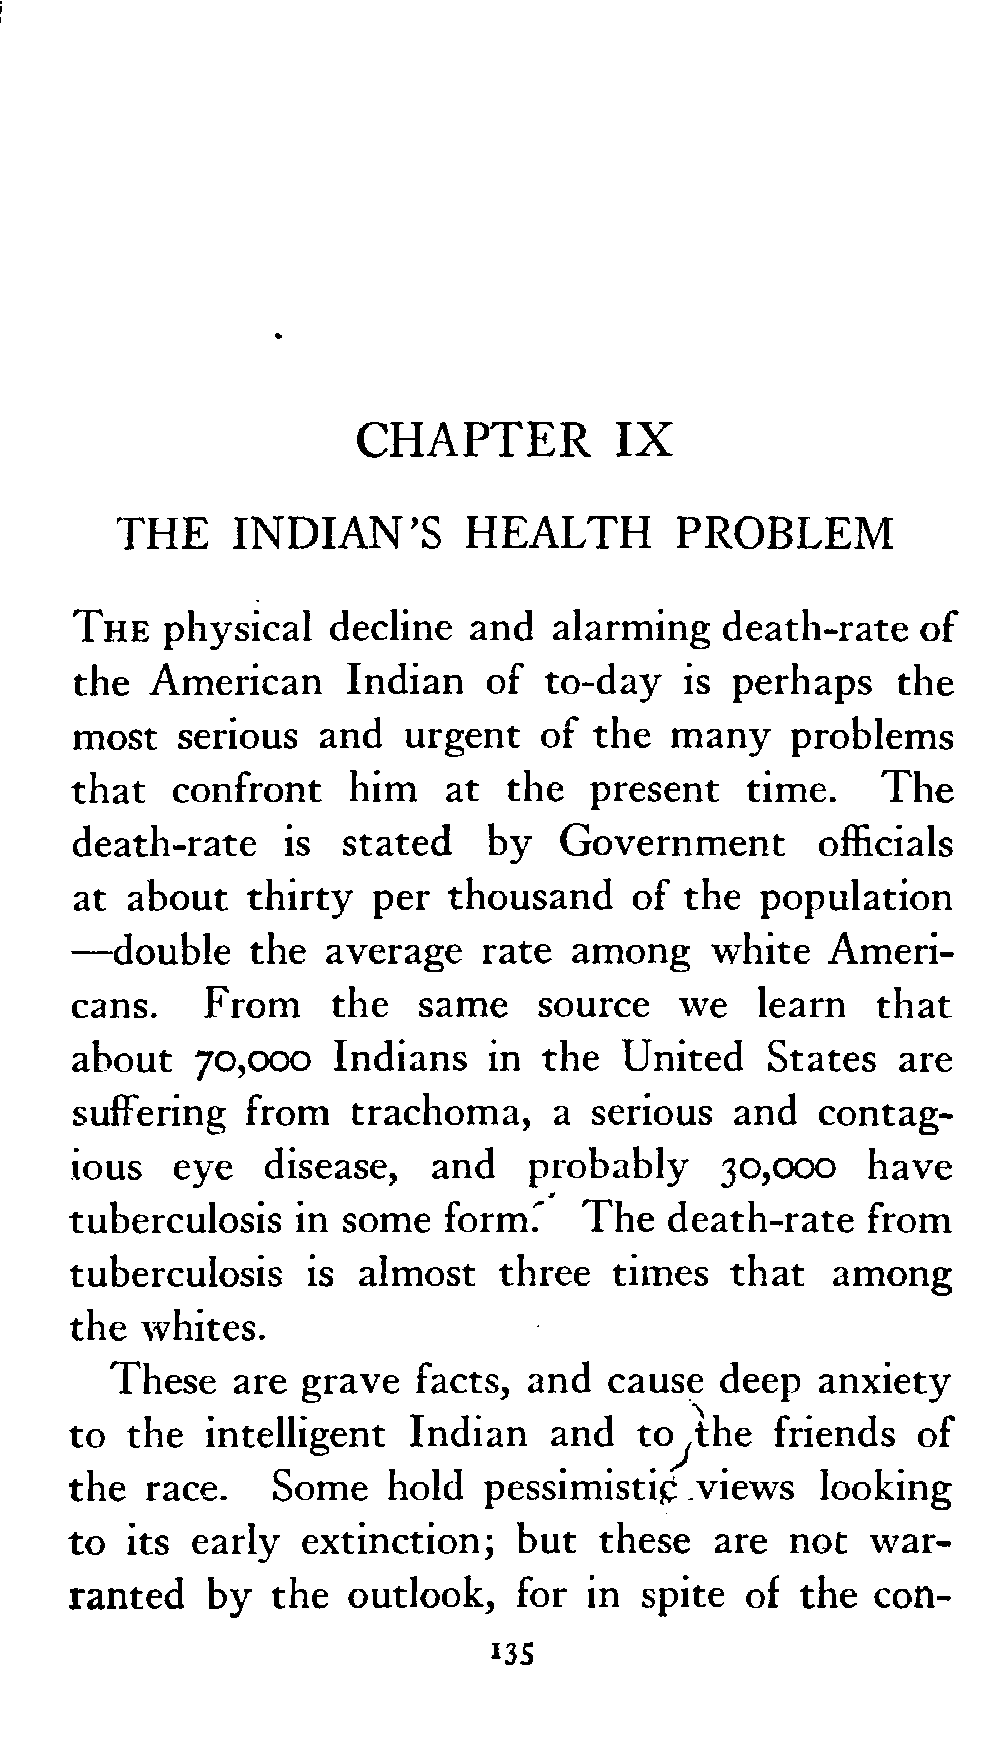 CHAPTER IX
THE INDIAN'S HEALTH PROBLEM
THE physical decline and alarming death-rate of
the American Indian of to-day is perhaps the
most serious and urgent of the many problems
that confront him at the present time. The
death-rate is stated by Government officials
at about thirty per thousand of the population
—double the average rate among white Ameri-
cans. From the same source we learn that
about 70,000 Indians in the United States are
suffering from trachoma, a serious and contag-
ious eye disease, and probably 30,000 have
tuberculosis in some form. The death-rate from
tuberculosis is almost three times that among
the whites.
These are grave facts, and cause deep anxiety
to the intelligent Indian and to the friends of
the race. Some hold pessimistic views looking
to its early extinction; but these are not war-
ranted by the outlook, for in spite of the con-
135